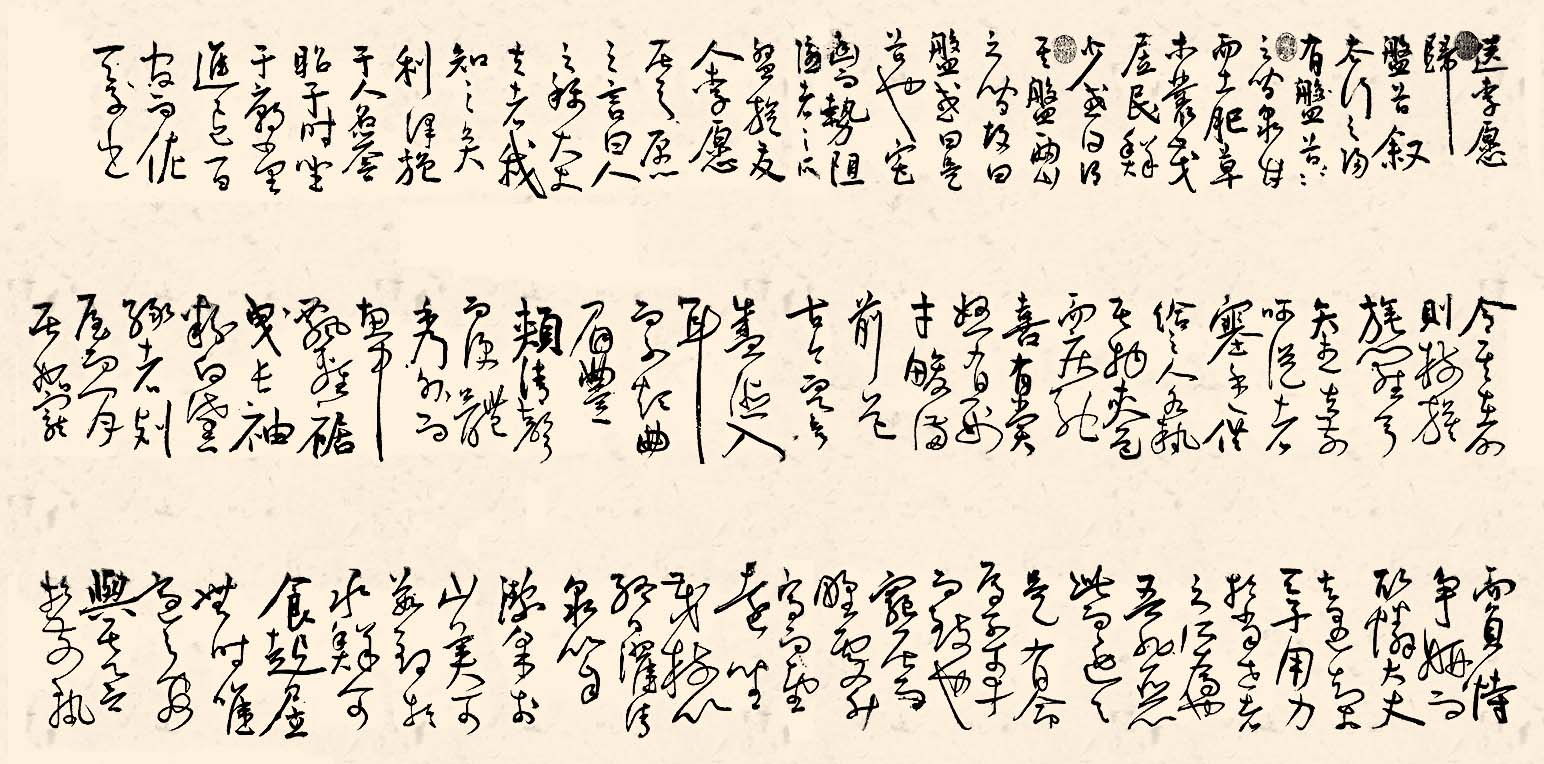 送李愿
歸
盤谷敘
太行之陽
有盤谷谷
之間泉甘
而土肥草
木叢茂
居民鮮
少或曰謂
其盤兩山
之間故曰
盤或曰是
谷也宅
幽而勢阻
隱者之所
盤旋友
人李愿
居之愿
之言曰人
之稱大丈
夫者我
知之矣
利澤施
于人名譽
昭于時坐
于廟堂
進退百
官而佐
天子出
令其在外
則樹旗
旄羅弓
矢武夫前
呵從者
塞途供
給之人各執
其物夾道
而疾馳
喜有賞
怒有刑
才畯滿
前道
古今譽
盛德入
耳
而不煩曲
眉豐
頰清聲
而便體
秀外而
惠中
飄輕裾
曳長袖
粉白黛
綠者列
屋而閒
居妒寵
而負恃
爭妍而
取憐大丈
夫遇知
天子用力
於當世者
之所為也
吾非惡
此而逃之
是有命
焉不可幸
而致也
窮居而
野處升
高而望
遠坐
茂樹以
終日濯清
泉以自
潔采於
山美可
茹釣於
水鮮可
食起居
無時唯
適之安
與其有譽
於前孰